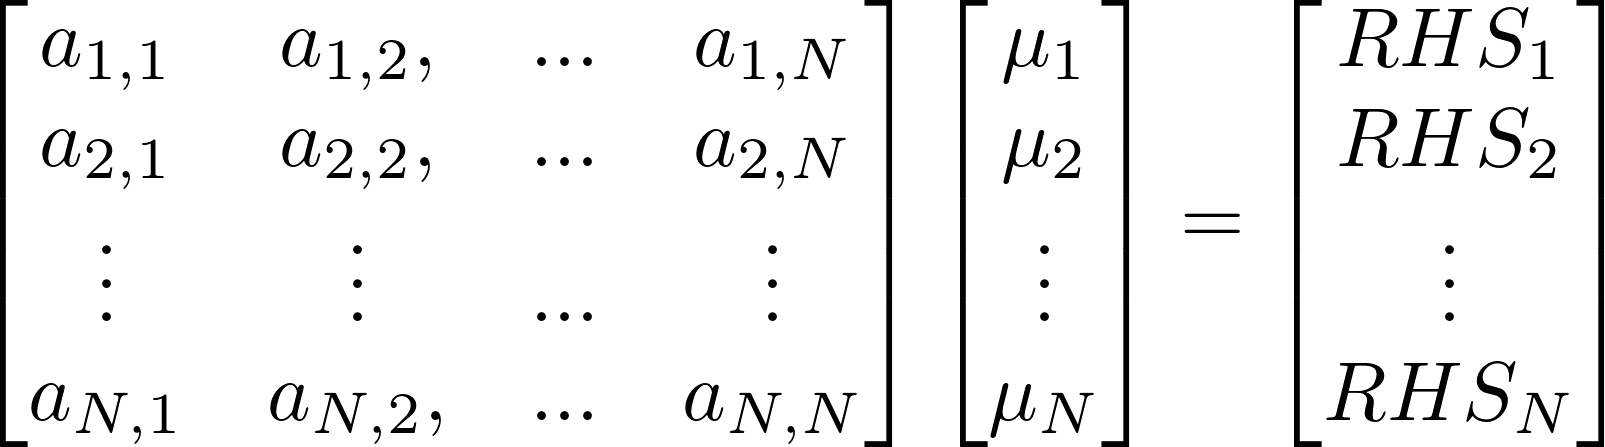 a_{1,1} a_{1,2}, ... a_{1,N} μ_1 RHS_1
a_{2,1} a_{2,2}, ... a_{2,N} μ_2 = RHS_2
⋮ ⋮ ... ⋮ ⋮ ⋮
a_{N,1} a_{N,2}, ... a_{N,N} μ_N RHS_N